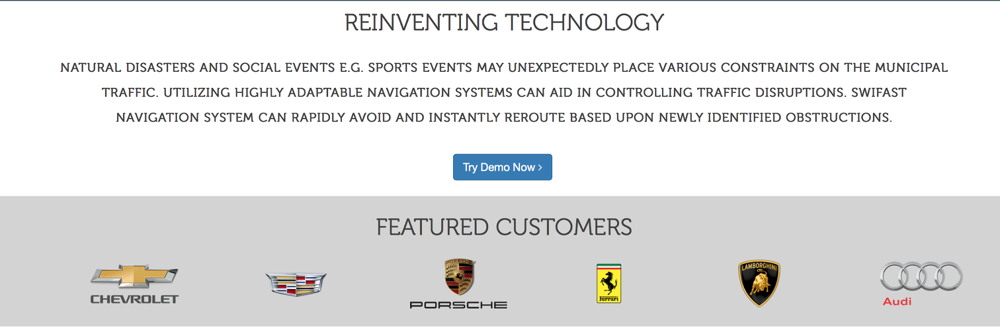 REINVENTING TECHNOLOGY
NATURAL DISASTERS AND SOCIAL EVENTS E.G. SPORTS EVENTS MAY UNEXPECTEDLY PLACE VARIOUS CONSTRAINTS ON THE MUNICIPAL
TRAFFIC. UTILIZING HIGHLY ADAPTABLE NAVIGATION SYSTEMS CAN AID IN CONTROLLING TRAFFIC DISRUPTIONS. SWIFAST
NAVIGATION SYSTEM CAN RAPIDLY AVOID AND INSTANTLY REROUTE BASED UPON NEWLY IDENTIFIED OBSTRUCTIONS.
Try Demo Now >
FEATURED CUSTOMERS
CHEVROLET
PORSCHE
PORSCHE
Ferrari
LAMBORGHINI
Audi